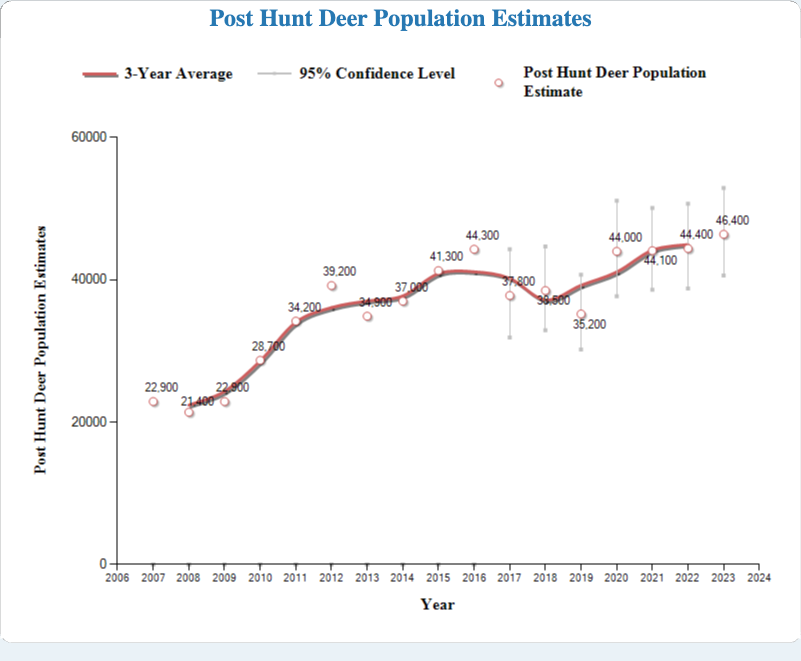 Post Hunt Deer Population Estimates
3-Year Average
95% Confidence Level
Post Hunt Deer Population
Estimate
Post Hunt Deer Population Estimates
60000
40000
20000
0
22,900
21,400
22,900
28,700
34,200
39,200
34,900
37,000
41,300
44,300
37,800
38,500
35,200
44,000
44,100
44,400
46,400
2006 2007 2008 2009 2010 2011 2012 2013 2014 2015 2016 2017 2018 2019 2020 2021 2022 2023 2024
Year